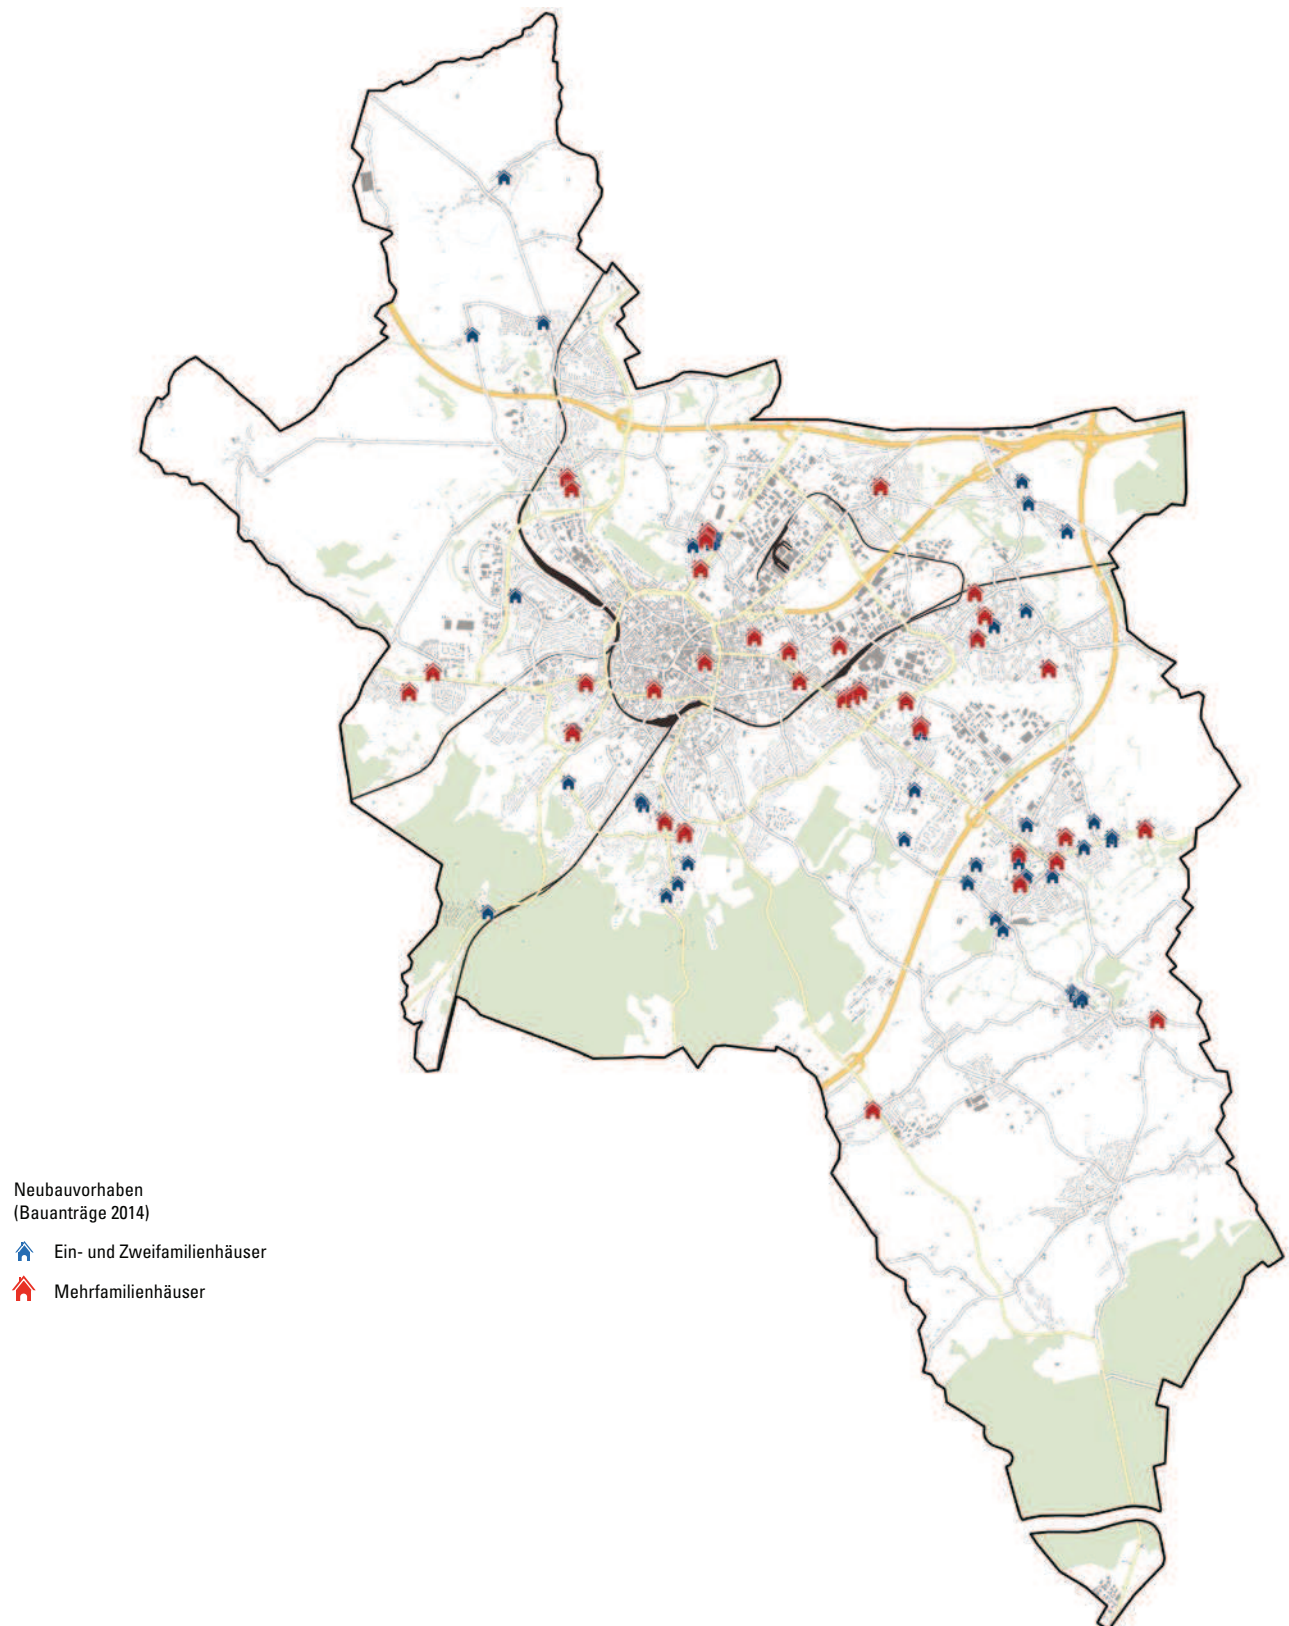 Neubauvorhaben
(Bauanträge 2014)
Ein- und Zweifamilienhäuser
Mehrfamilienhäuser